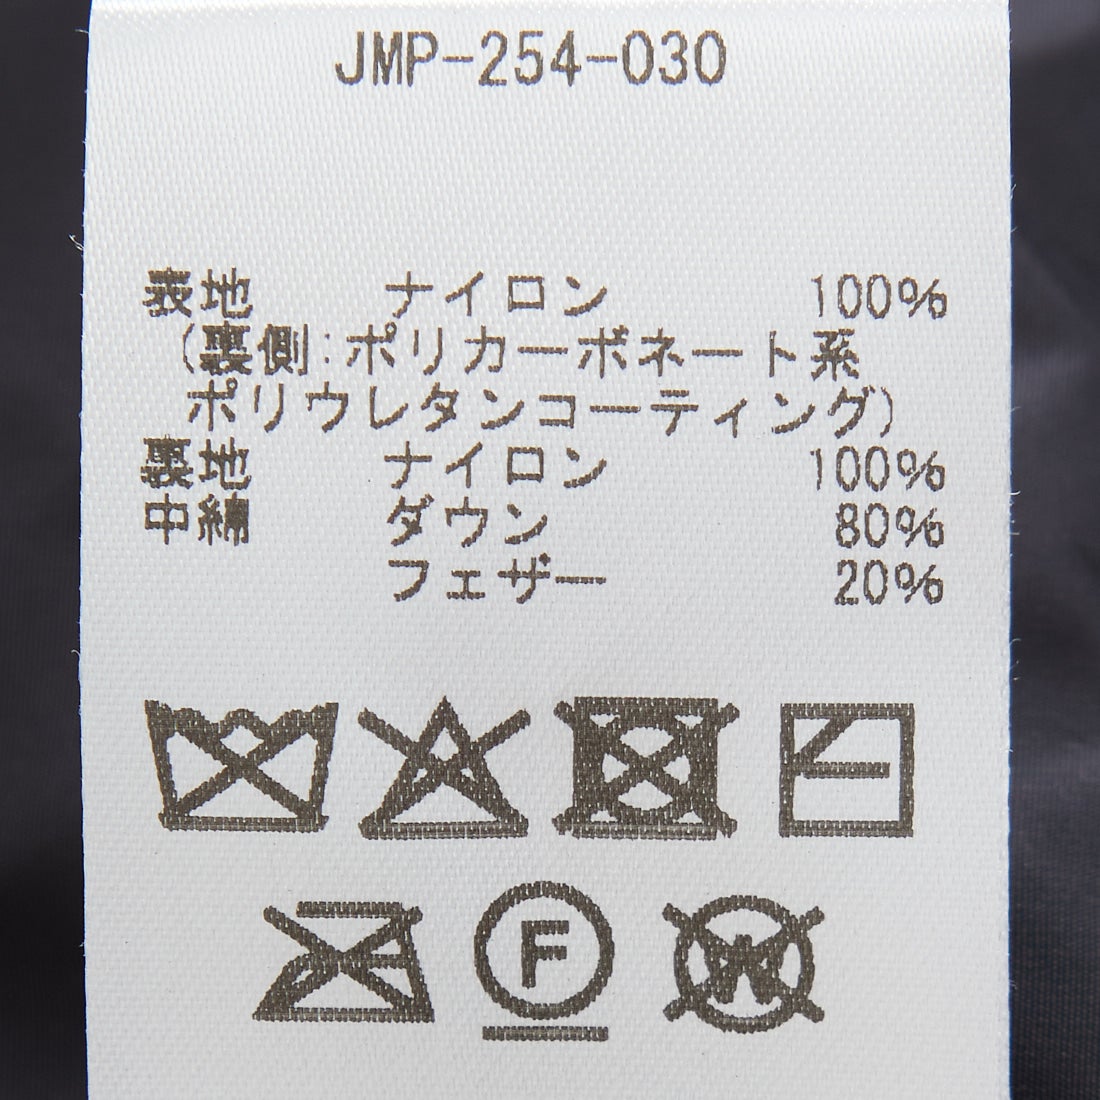 JMP-254-030
表地 ナイロン 100%
(裏側:ポリカーボネート系
ポリウレタンコーティング)
裏地 ナイロン 100%
中綿 ダウン 80%
フェザー 20%
F
W